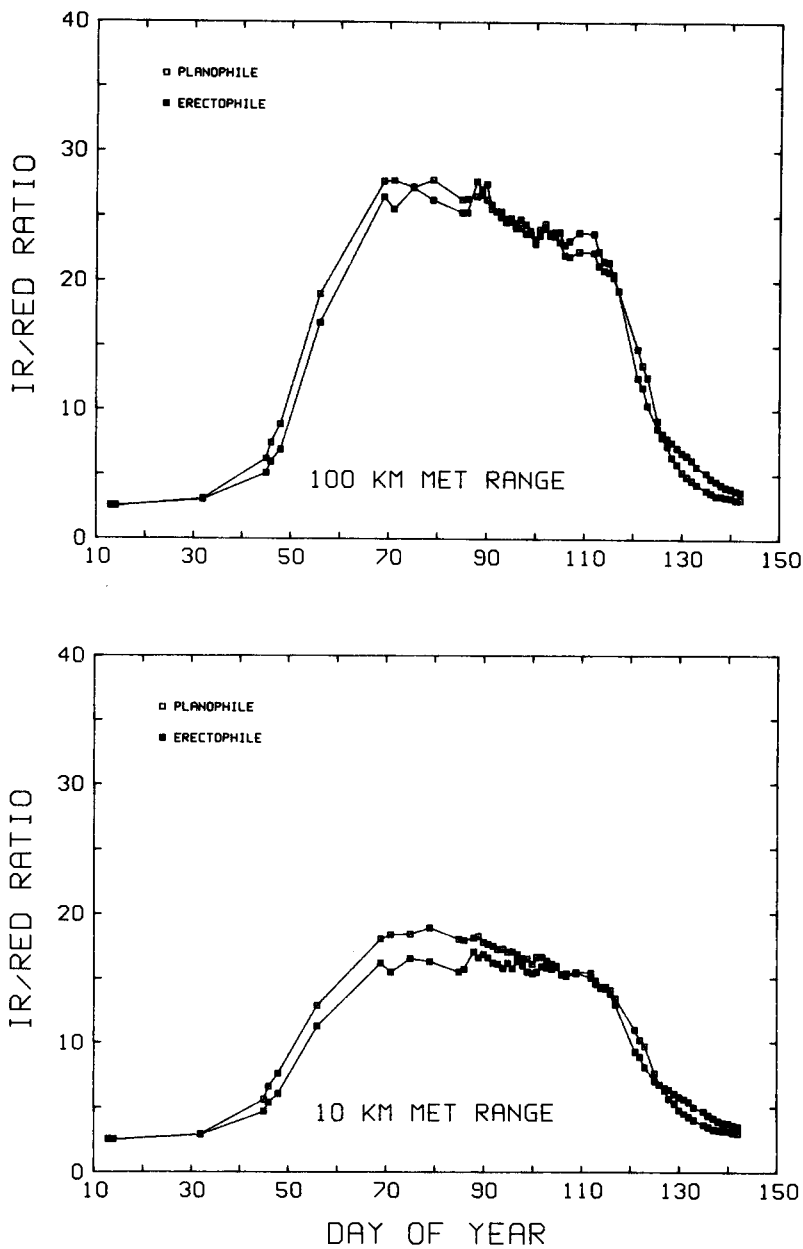 40
PLANOPHILE
ERECTOPHILE
30
IR/RED RATIO
20
10
100 KM MET RANGE
0
10 30 50 70 90 110 130 150
40
PLANOPHILE
ERECTOPHILE
30
IR/RED RATIO
20
10
10 KM MET RANGE
0
10 30 50 70 90 110 130 150
DAY OF YEAR